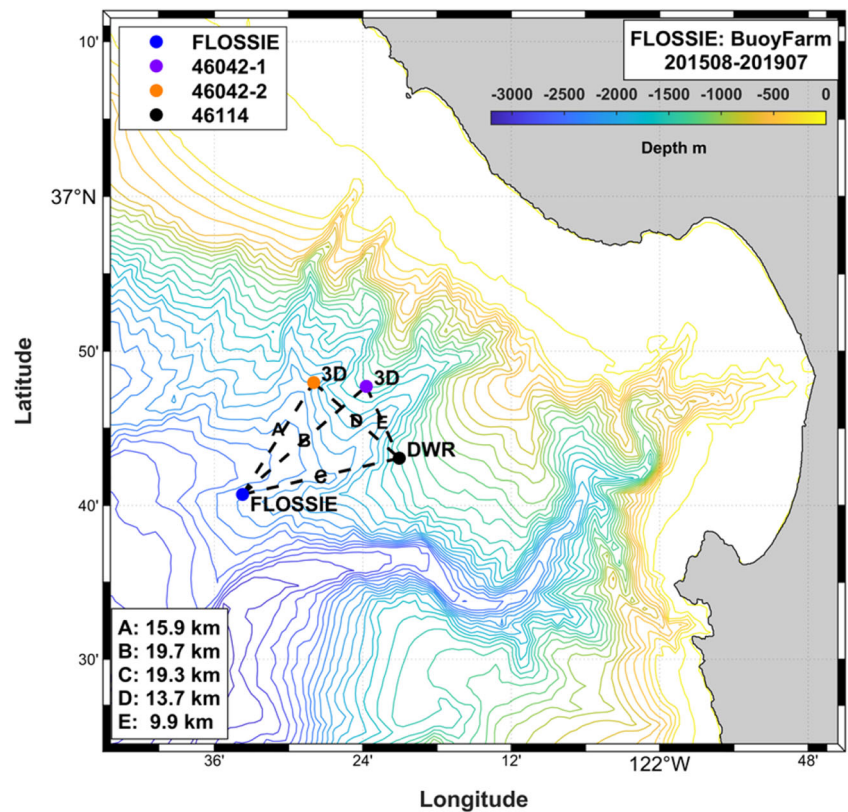 FLOSSIE
46042-1
46042-2
46114
FLOSSIE: BuoyFarm
201508-201907
-3000 -2500 -2000 -1500 -1000 -500 0
Depth m
10'
37°N
50'
40'
30'
Latitude
3D
3D
A
B
D
E
e
DWR
FLOSSIE
A: 15.9 km
B: 19.7 km
C: 19.3 km
D: 13.7 km
E: 9.9 km
36' 24' 12' 122°W 48'
Longitude